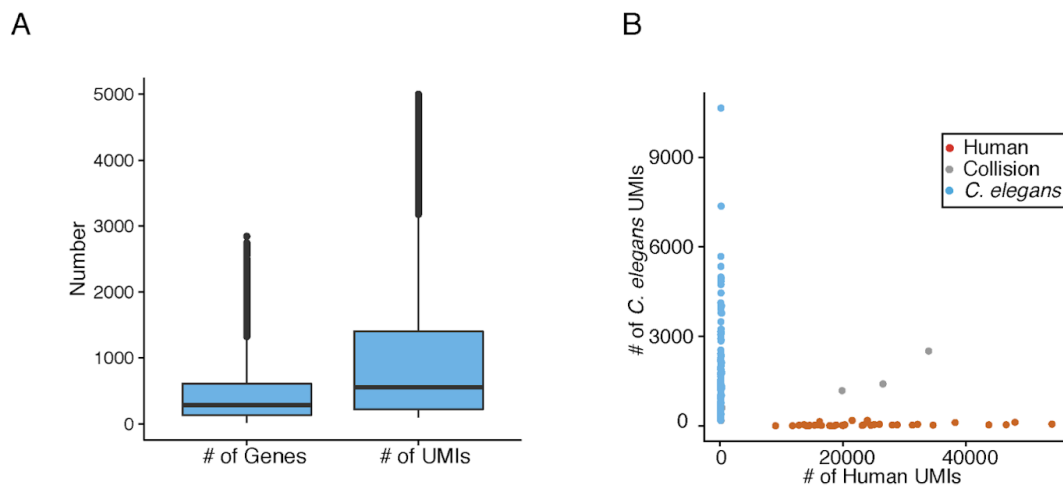 A
Number
5000
4000
3000
2000
1000
0
# of Genes
# of UMIs
B
# of C. elegans UMIs
9000
6000
3000
0
Human
Collision
C. elegans
0
20000
40000
# of Human UMIs